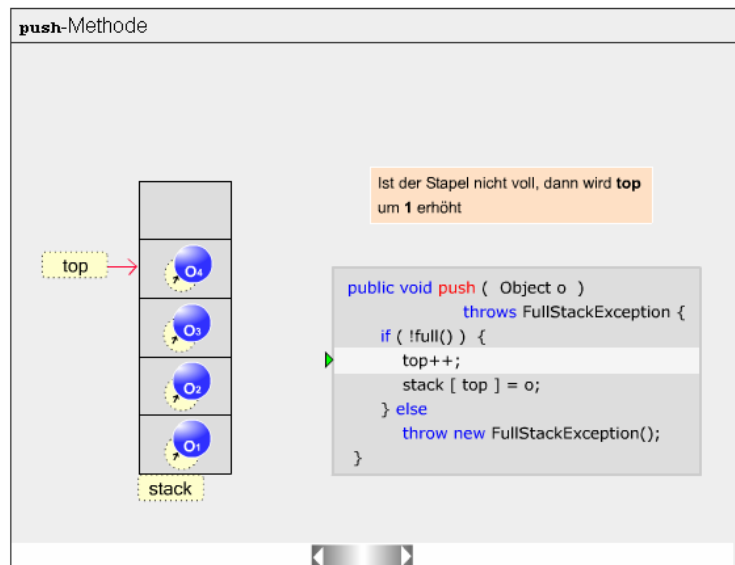 push-Methode
Ist der Stapel nicht voll, dann wird top
um 1 erhöht
top
O4
O3
O2
O1
stack
public void push ( Object o )
throws FullStackException {
if ( !full() ) {
top++;
stack [ top ] = o;
} else
throw new FullStackException();
}